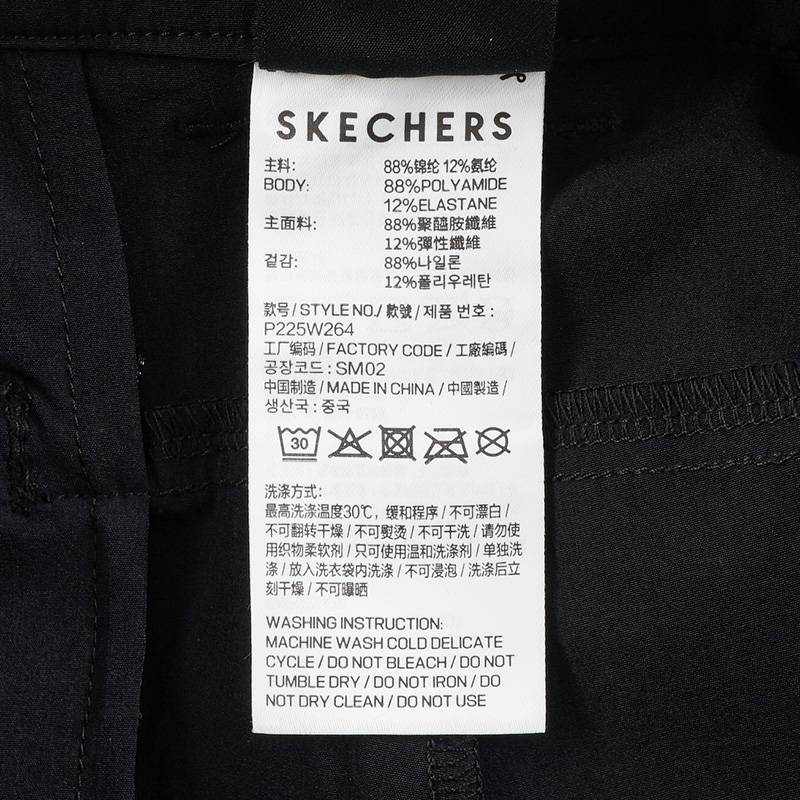 SKECHERS
主料: 88%锦纶 12%氨纶
BODY: 88%POLYAMIDE
12%ELASTANE
主面料: 88%聚醯胺纖維
12%彈性纖維
겉감: 88%나일론
12%폴리우레탄
款号/STYLE NO./款號/제품 번호:
P225W264
工厂编码/FACTORY CODE/工廠編碼/
공장코드:SM02
中国制造/MADE IN CHINA/中國製造/
생산국:중국
30
洗涤方式:
最高洗涤温度30℃, 缓和程序/不可漂白/
不可翻转干燥/不可熨烫/不可干洗/请勿使
用织物柔软剂/只可使用温和洗涤剂/单独洗
涤/放入洗衣袋内洗涤/不可浸泡/洗涤后立
刻干燥/不可曝晒
WASHING INSTRUCTION:
MACHINE WASH COLD DELICATE
CYCLE/DO NOT BLEACH/DO NOT
TUMBLE DRY/DO NOT IRON/DO
NOT DRY CLEAN/DO NOT USE